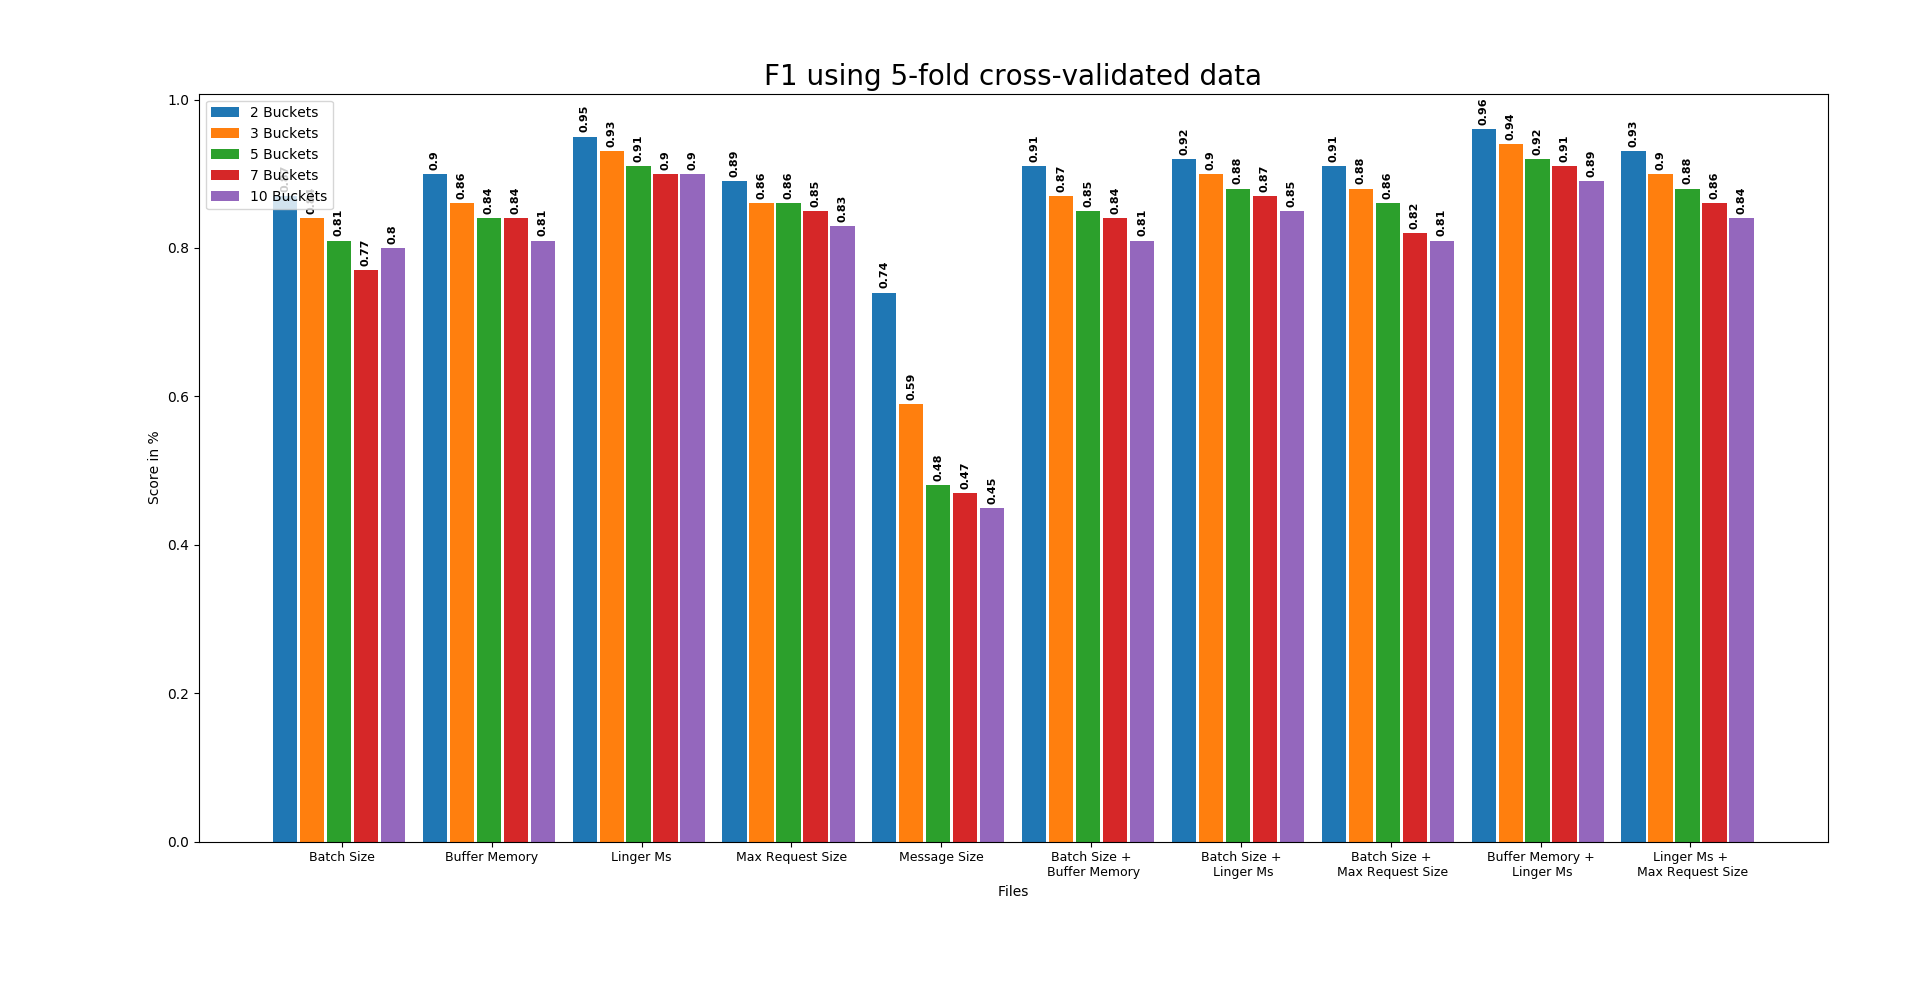 F1 using 5-fold cross-validated data
2 Buckets
3 Buckets
5 Buckets
7 Buckets
10 Buckets
1.0
0.8
0.6
0.4
0.2
0.0
Score in %
0.81
0.77
0.8
0.9
0.86
0.84
0.84
0.81
0.95
0.93
0.91
0.9
0.9
0.89
0.86
0.86
0.85
0.83
0.74
0.59
0.48
0.47
0.45
0.91
0.87
0.85
0.84
0.81
0.92
0.9
0.88
0.87
0.85
0.91
0.88
0.86
0.82
0.81
0.96
0.94
0.92
0.91
0.89
0.93
0.9
0.88
0.86
0.84
Batch Size
Buffer Memory
Linger Ms
Max Request Size
Message Size
Batch Size +
Buffer Memory
Batch Size +
Linger Ms
Batch Size +
Max Request Size
Buffer Memory +
Linger Ms
Linger Ms +
Max Request Size
Files